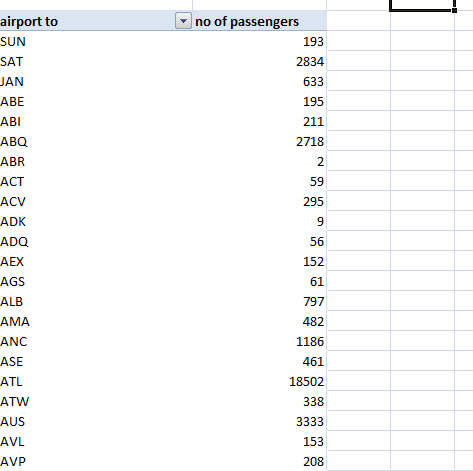 airport to no of passengers
SUN 193
SAT 2834
JAN 633
ABE 195
ABI 211
ABQ 2718
ABR 2
ACT 59
ACV 295
ADK 9
ADQ 56
AEX 152
AGS 61
ALB 797
AMA 482
ANC 1186
ASE 461
ATL 18502
ATW 338
AUS 3333
AVL 153
AVP 208